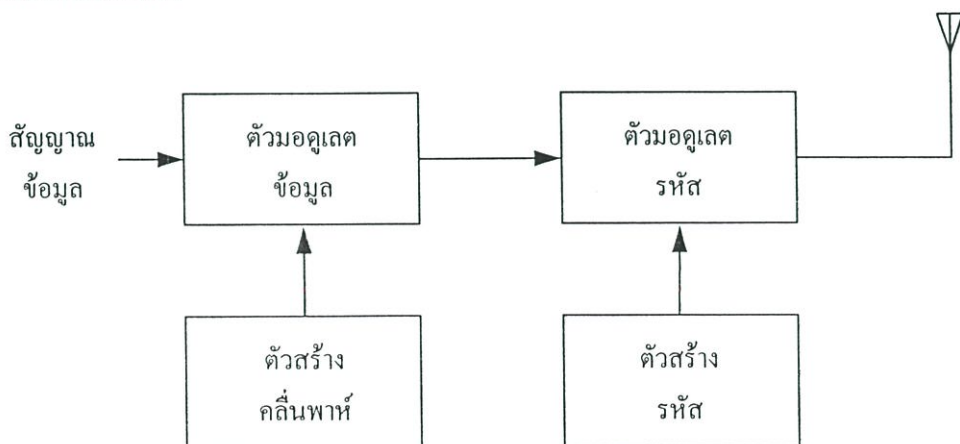 สัญญาณ
ข้อมูล
ตัวมอดูเลต
ข้อมูล
ตัวมอดูเลต
รหัส
ตัวสร้าง
คลื่นพาห์
ตัวสร้าง
รหัส